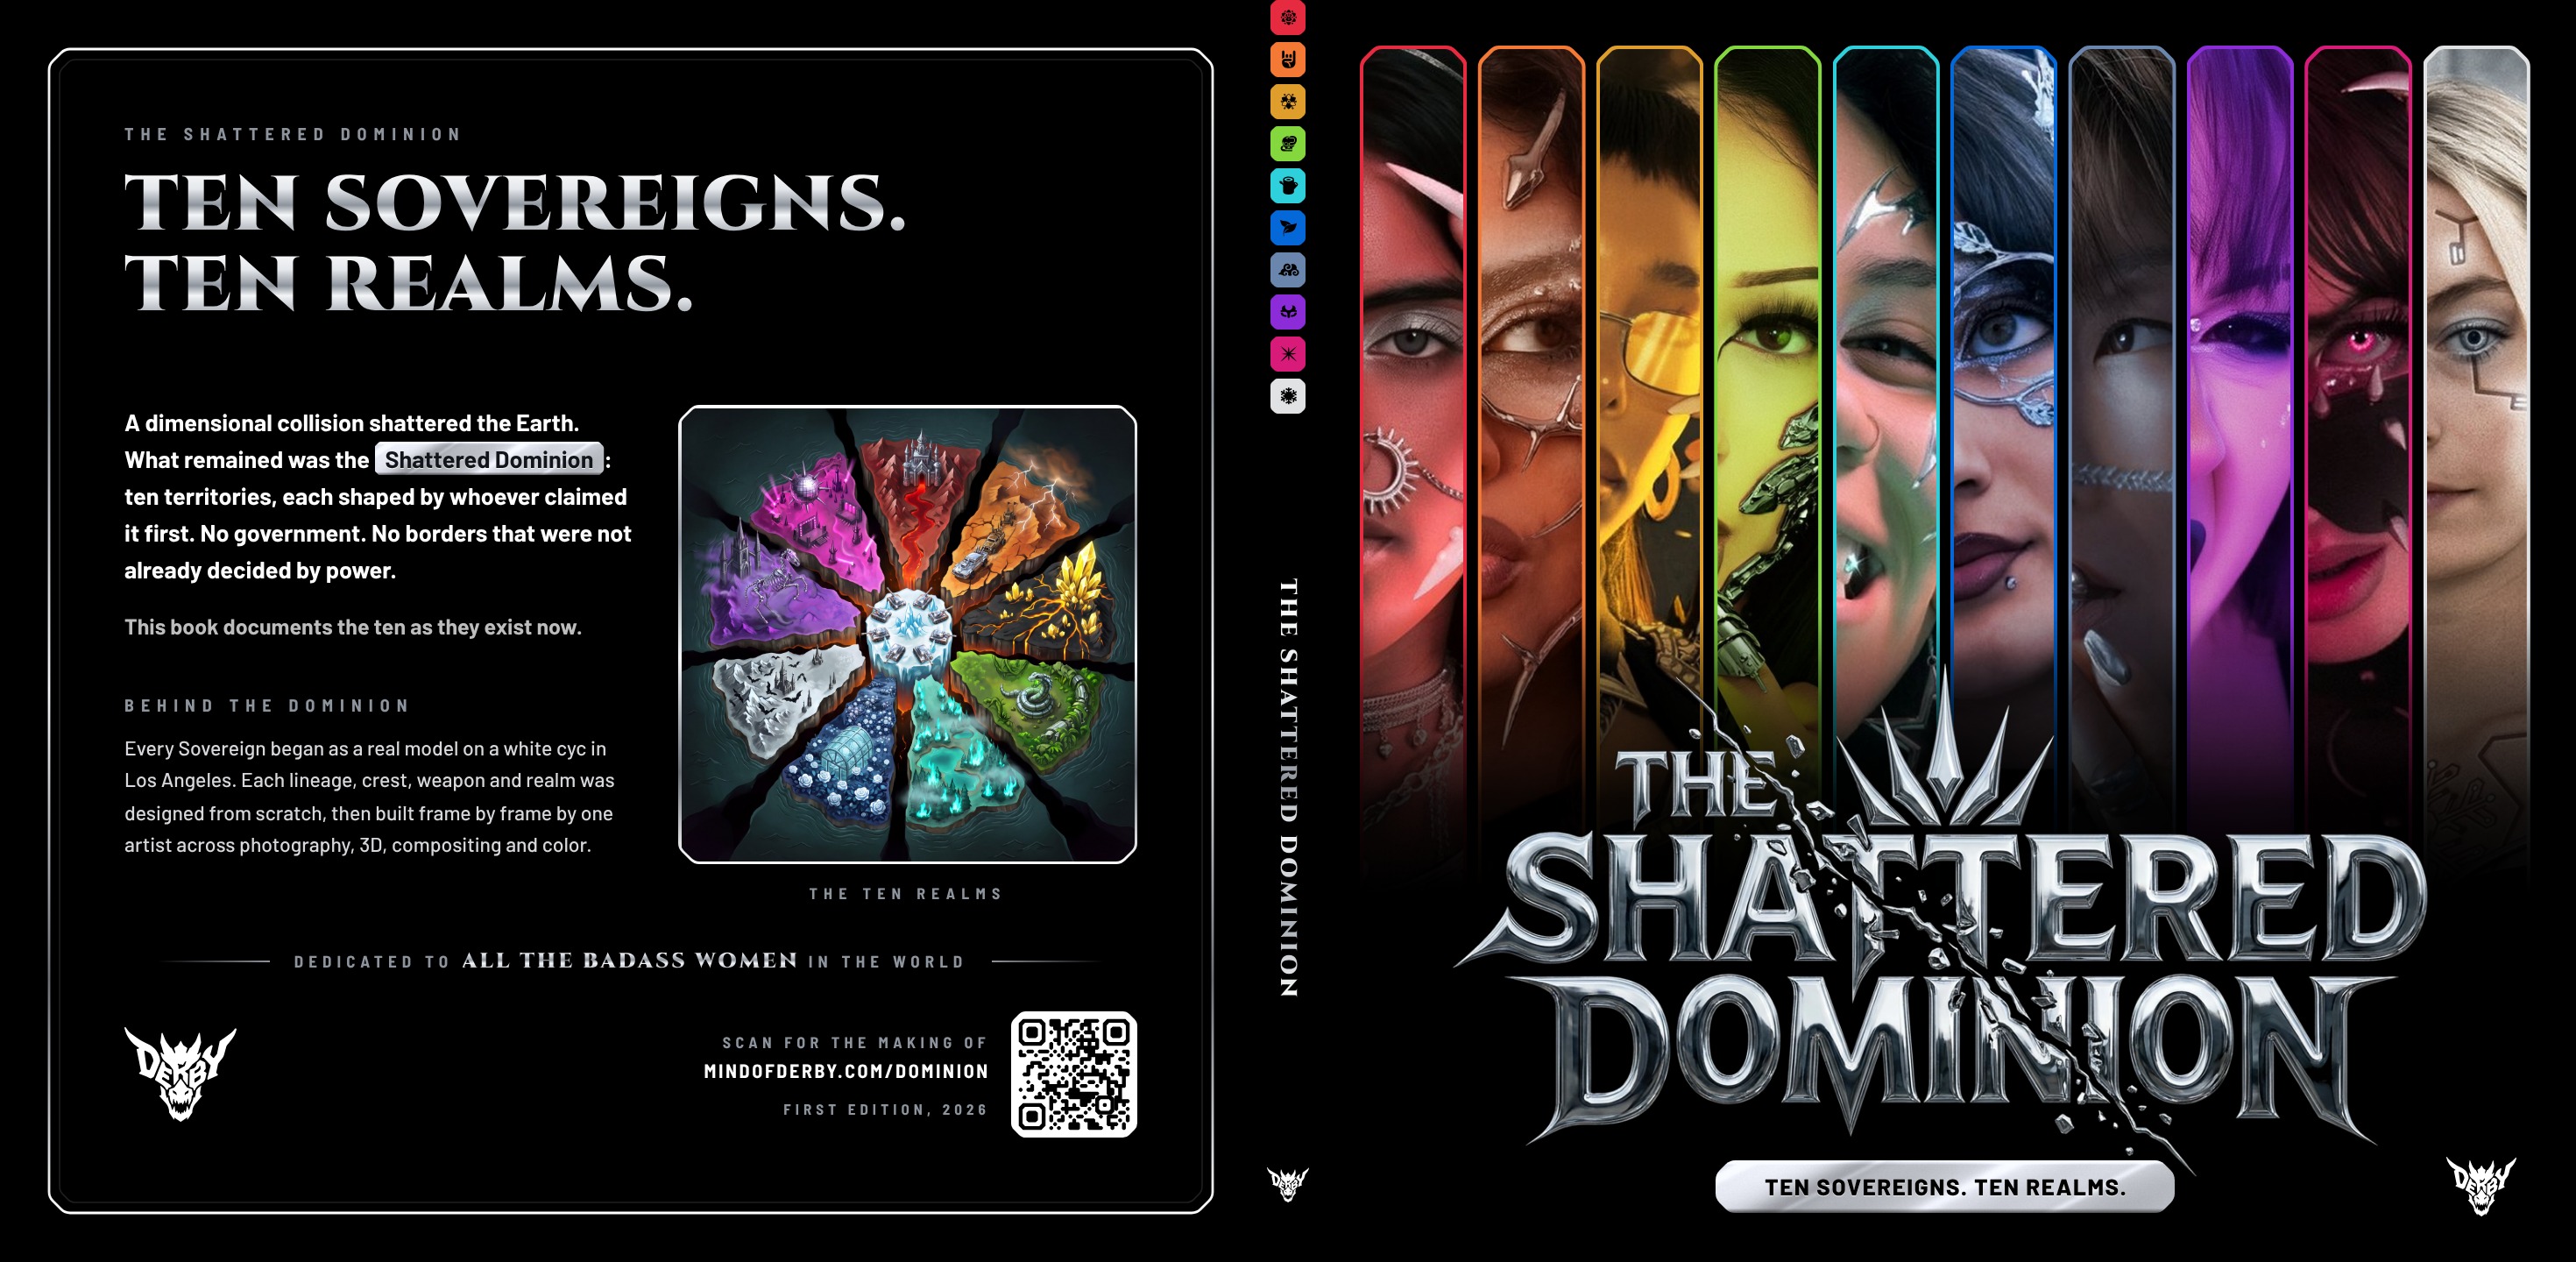 THE SHATTERED DOMINION
TEN SOVEREIGNS.
TEN REALMS.
A dimensional collision shattered the Earth.
What remained was the Shattered Dominion :
ten territories, each shaped by whoever claimed
it first. No government. No borders that were not
already decided by power.
This book documents the ten as they exist now.
BEHIND THE DOMINION
Every Sovereign began as a real model on a white cyc in
Los Angeles. Each lineage, crest, weapon and realm was
designed from scratch, then built frame by frame by one
artist across photography, 3D, compositing and color.
THE TEN REALMS
DEDICATED TO ALL THE BADASS WOMEN IN THE WORLD
DERBY
SCAN FOR THE MAKING OF
MINDOFDERBY.COM/DOMINION
FIRST EDITION, 2026
THE SHATTERED DOMINION
DERBY
THE
SHATTERED
DOMINION
TEN SOVEREIGNS. TEN REALMS.
DERBY